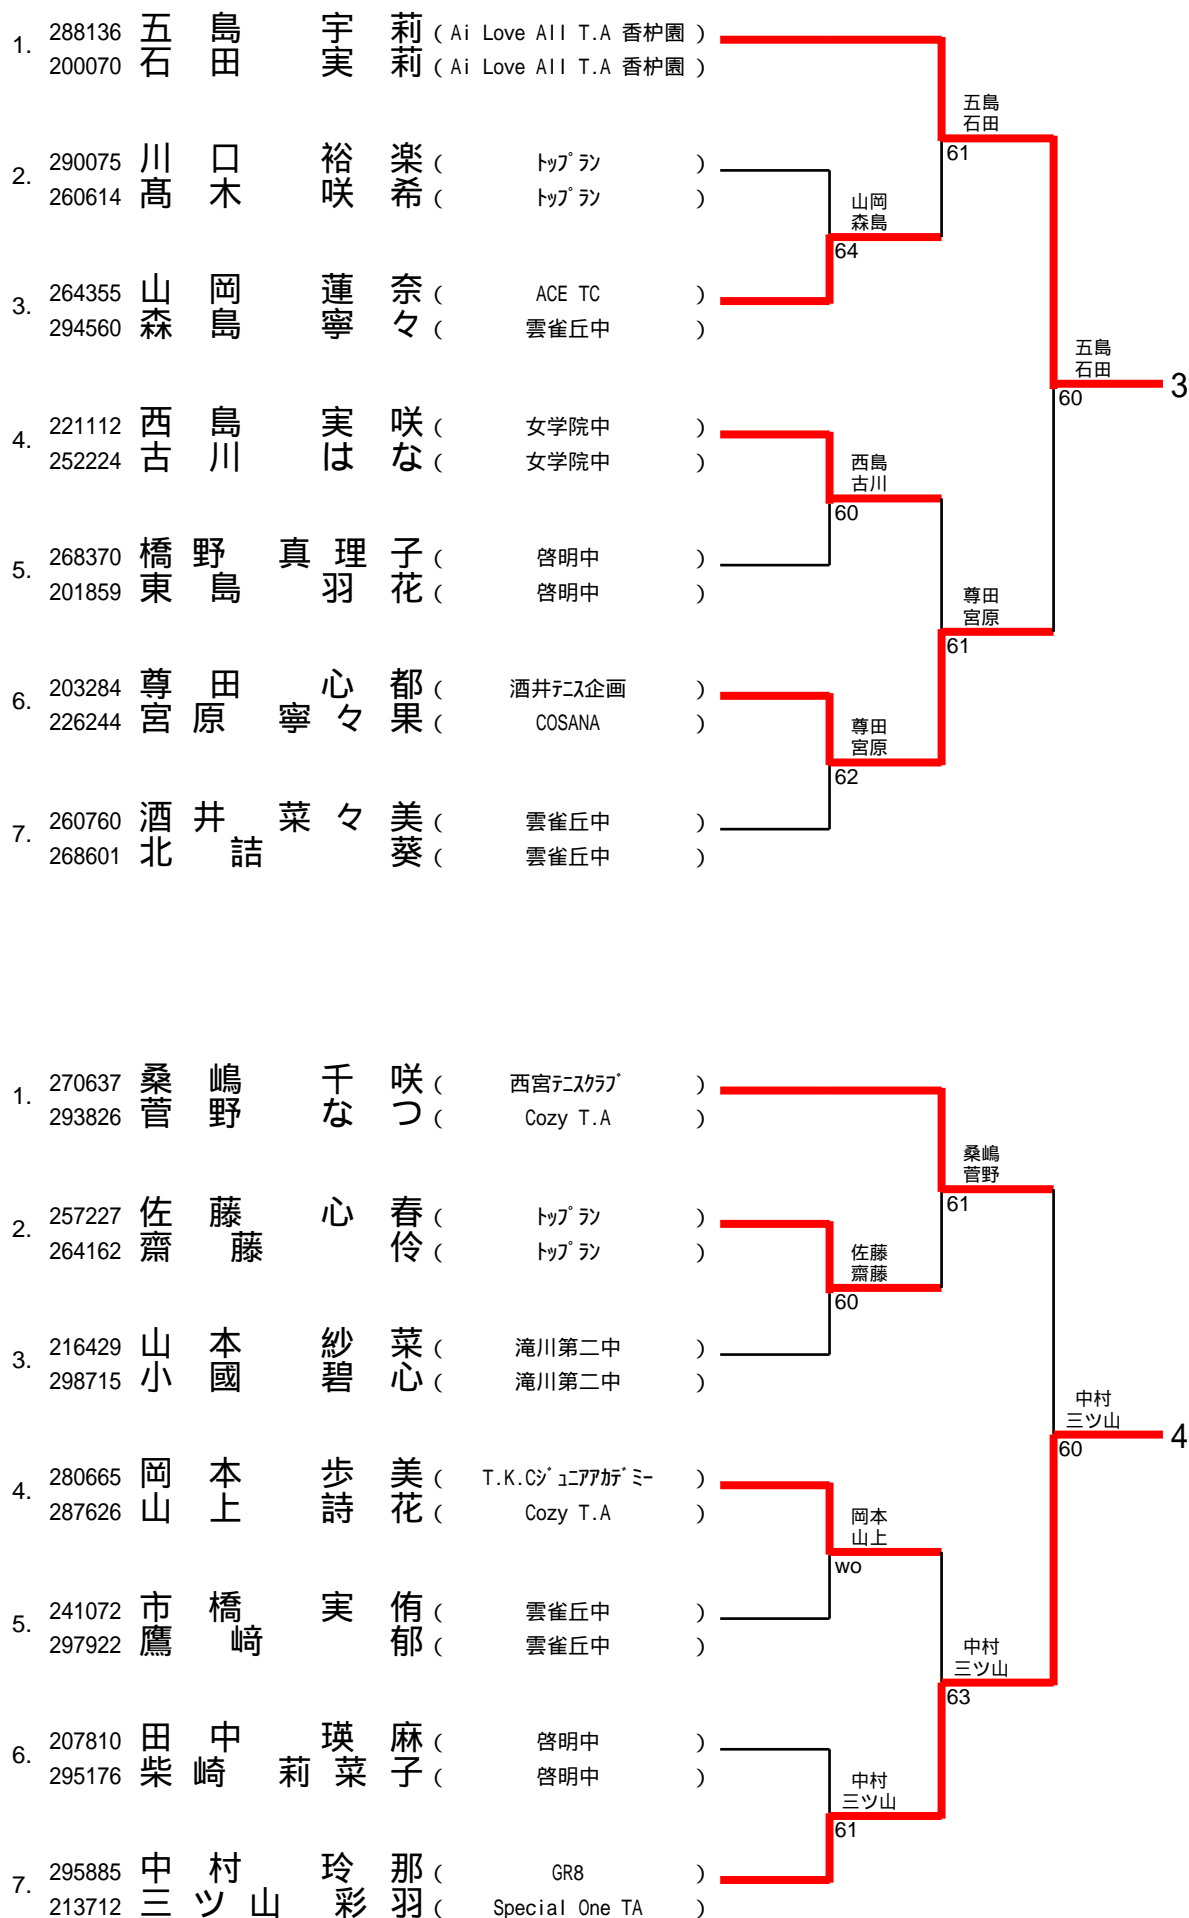 1. 288136 五島 宇莉 ( Ai Love All T.A 香枦園 )
200070 石田 実莉 ( Ai Love All T.A 香枦園 )
五島
石田
61
2. 290075 川口 裕楽 ( トップラン )
260614 髙木 咲希 ( トップラン )
山岡
森島
64
3. 264355 山岡 蓮奈 ( ACE TC )
294560 森島 寧々 ( 雲雀丘中 )
五島
石田
60
3
4. 221112 西島 実咲 ( 女学院中 )
252224 古川 はな ( 女学院中 )
西島
古川
60
5. 268370 橋野 真理子 ( 啓明中 )
201859 東島 羽花 ( 啓明中 )
尊田
宮原
61
6. 203284 尊田 心都 ( 酒井テニス企画 )
226244 宮原 寧々果 ( COSANA )
尊田
宮原
62
7. 260760 酒井 菜々美 ( 雲雀丘中 )
268601 北詰 葵 ( 雲雀丘中 )
1. 270637 桑嶋 千咲 ( 西宮テニスクラブ )
293826 菅野 なつ ( Cozy T.A )
桑嶋
菅野
61
2. 257227 佐藤 心春 ( トップラン )
264162 齋藤 伶 ( トップラン )
佐藤
齋藤
60
3. 216429 山本 紗菜 ( 滝川第二中 )
298715 小國 碧心 ( 滝川第二中 )
中村
三ツ山
60
4
4. 280665 岡本 歩美 ( T.K.Cジュニアアカデミー )
287626 山上 詩花 ( Cozy T.A )
岡本
山上
wo
5. 241072 市橋 実侑 ( 雲雀丘中 )
297922 鷹﨑 郁 ( 雲雀丘中 )
中村
三ツ山
63
6. 207810 田中 瑛麻 ( 啓明中 )
295176 柴崎 莉菜子 ( 啓明中 )
中村
三ツ山
61
7. 295885 中村 玲那 ( GR8 )
213712 三ツ山 彩羽 ( Special One TA )